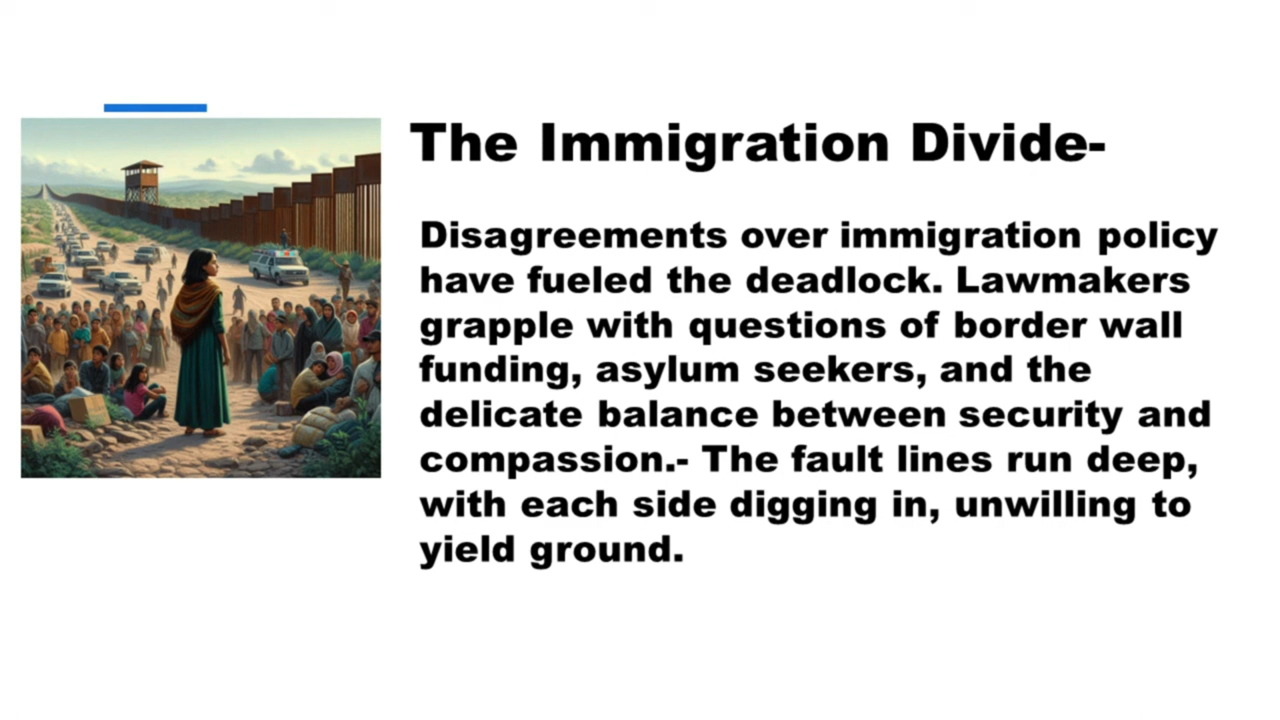 The Immigration Divide-
Disagreements over immigration policy
have fueled the deadlock. Lawmakers
grapple with questions of border wall
funding, asylum seekers, and the
delicate balance between security and
compassion.- The fault lines run deep,
with each side digging in, unwilling to
yield ground.